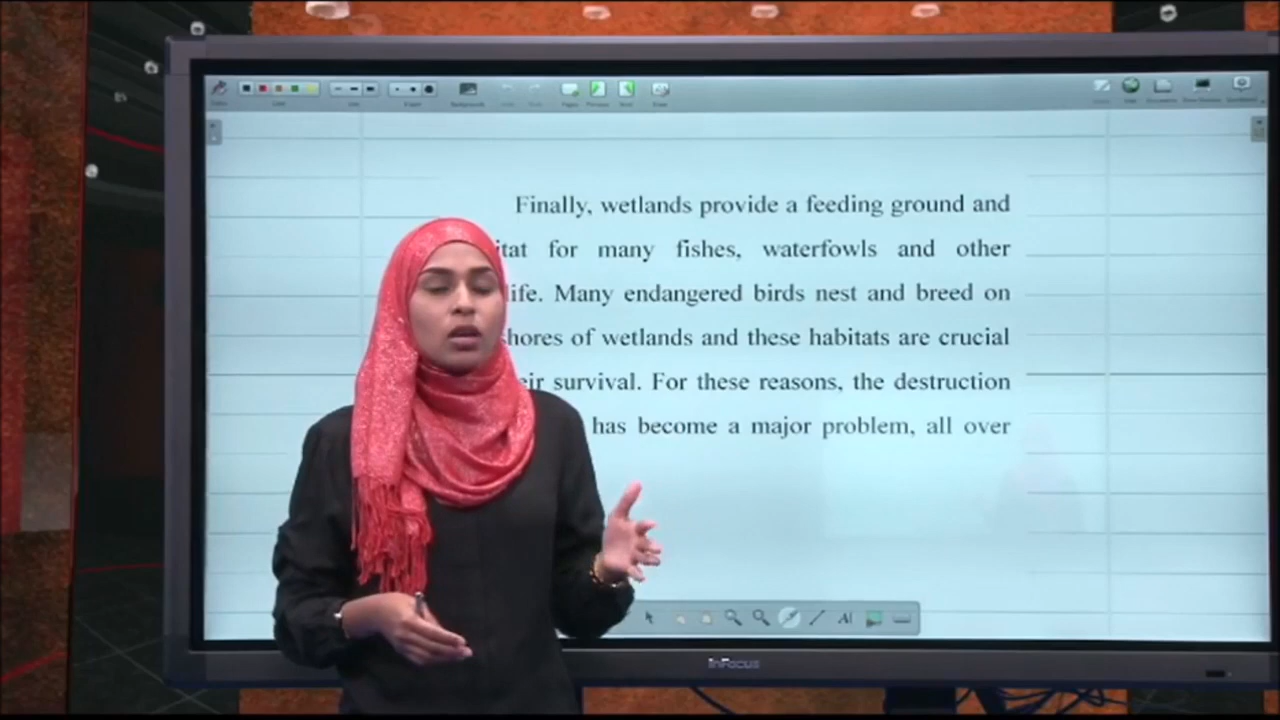 Finally, wetlands provide a feeding ground and
itat for many fishes, waterfowls and other
life. Many endangered birds nest and breed on
shores of wetlands and these habitats are crucial
eir survival. For these reasons, the destruction
has become a major problem, all over
InFocus